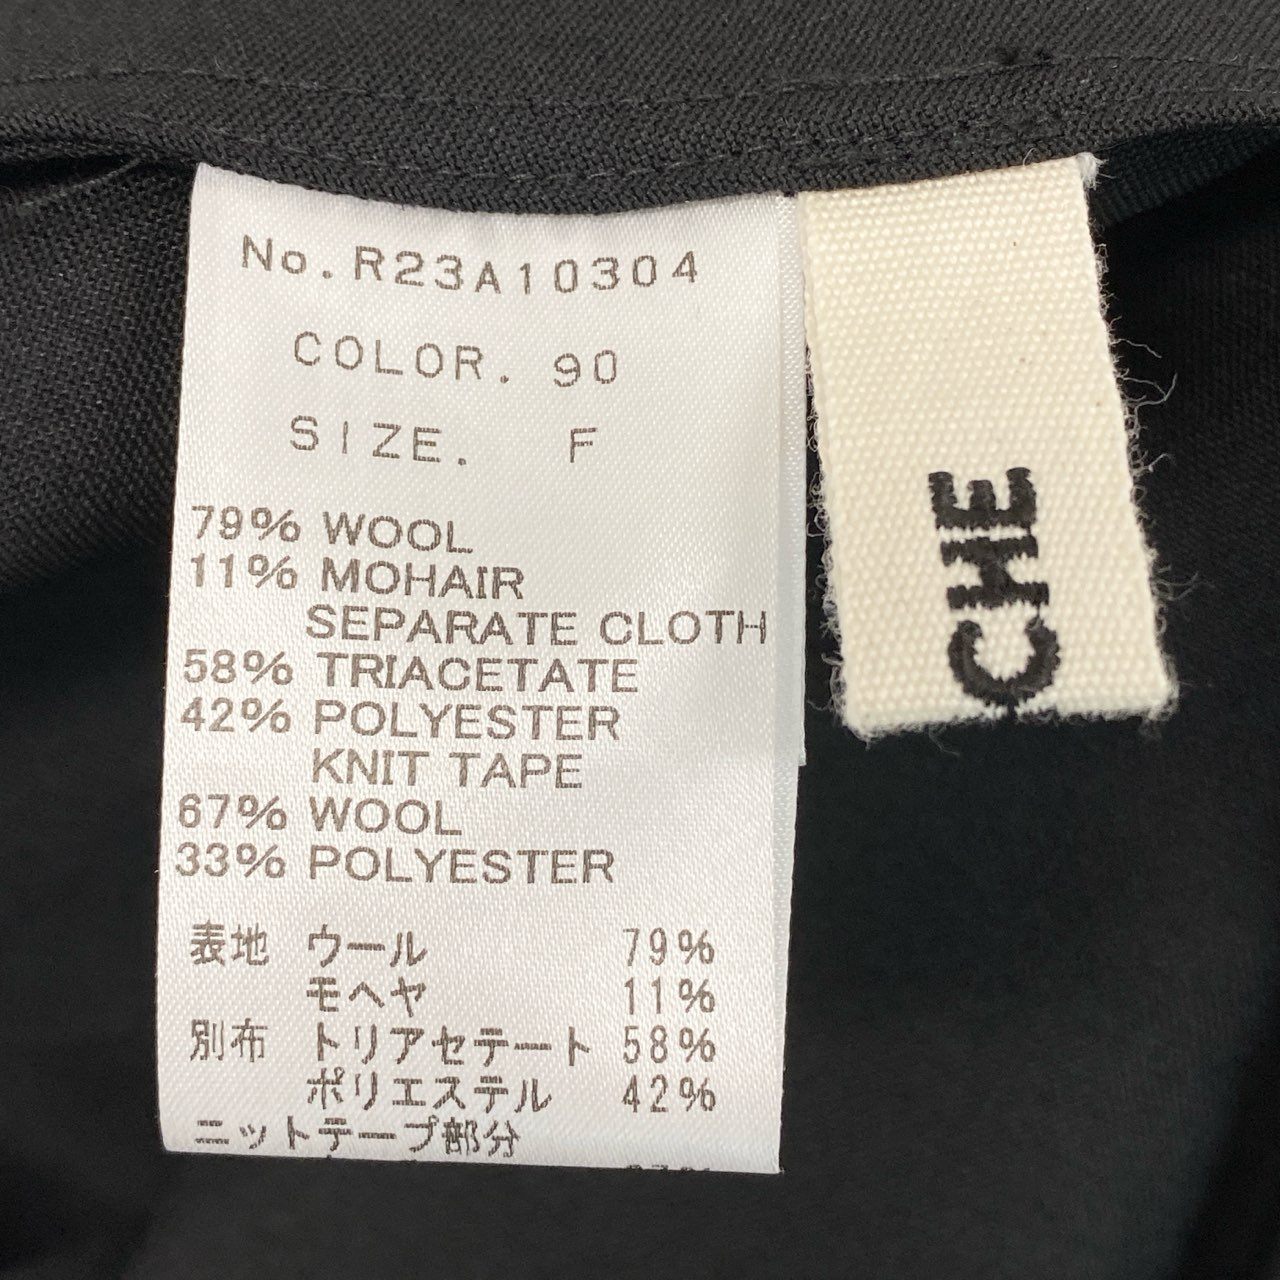 No.R23A10304
COLOR. 90
SIZE. F
79% WOOL
11% MOHAIR
SEPARATE CLOTH
58% TRIACETATE
42% POLYESTER
KNIT TAPE
67% WOOL
33% POLYESTER
表地 ウール 79%
モヘヤ 11%
別布 トリアセテート 58%
ポリエステル 42%
ニットテープ部分
CHE